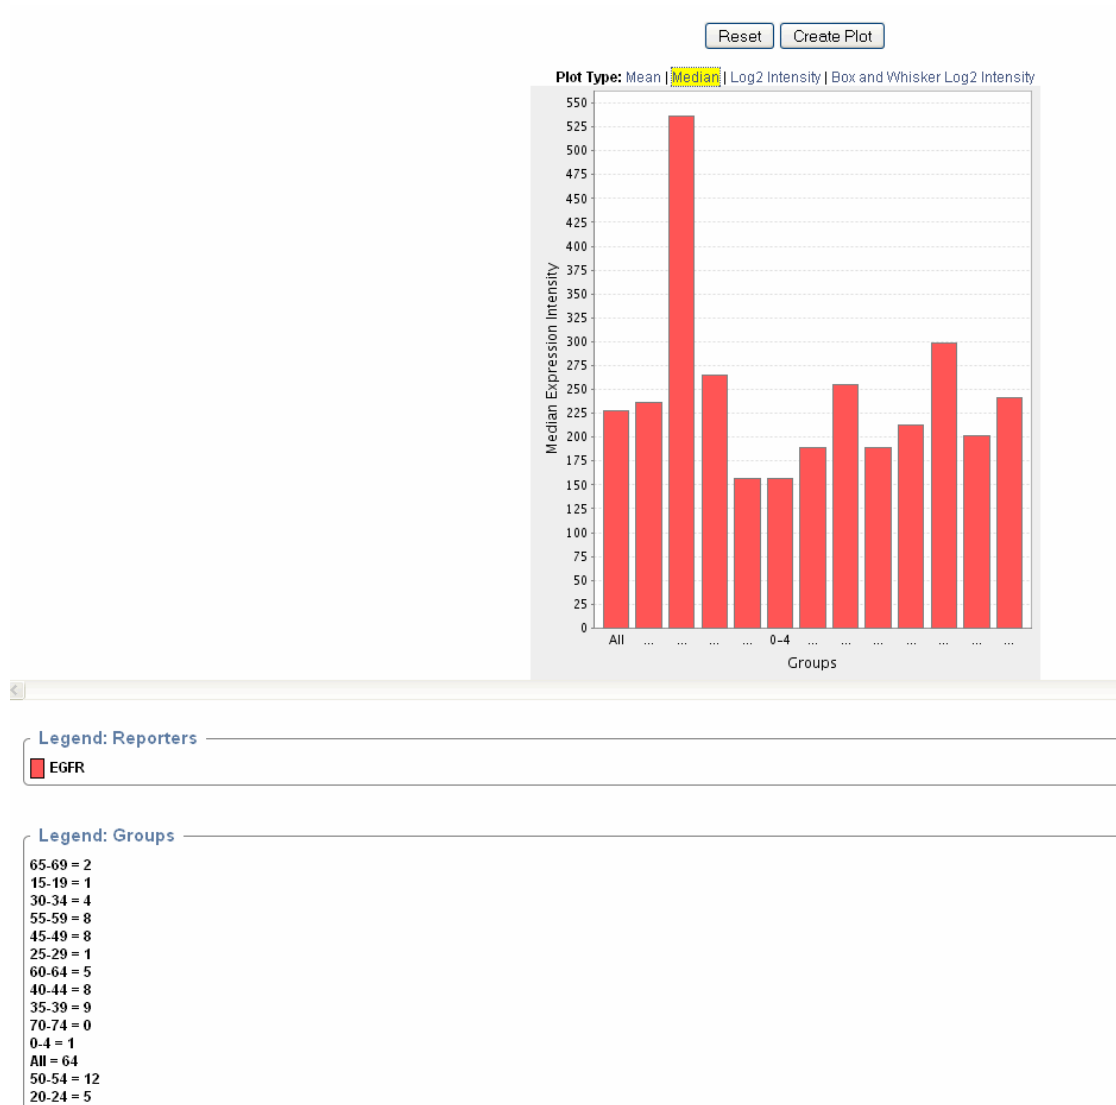 Reset Create Plot
Plot Type: Mean | Median | Log2 Intensity | Box and Whisker Log2 Intensity
550
525
500
475
450
425
400
375
350
325
300
275
250
225
200
175
150
125
100
75
50
25
0
Median Expression Intensity
All ... ... ... ... 0-4 ... ... ... ... ... ... ...
Groups
Legend: Reporters
EGFR
Legend: Groups
65-69 = 2
15-19 = 1
30-34 = 4
55-59 = 8
45-49 = 8
25-29 = 1
60-64 = 5
40-44 = 8
35-39 = 9
70-74 = 0
0-4 = 1
All = 64
50-54 = 12
20-24 = 5